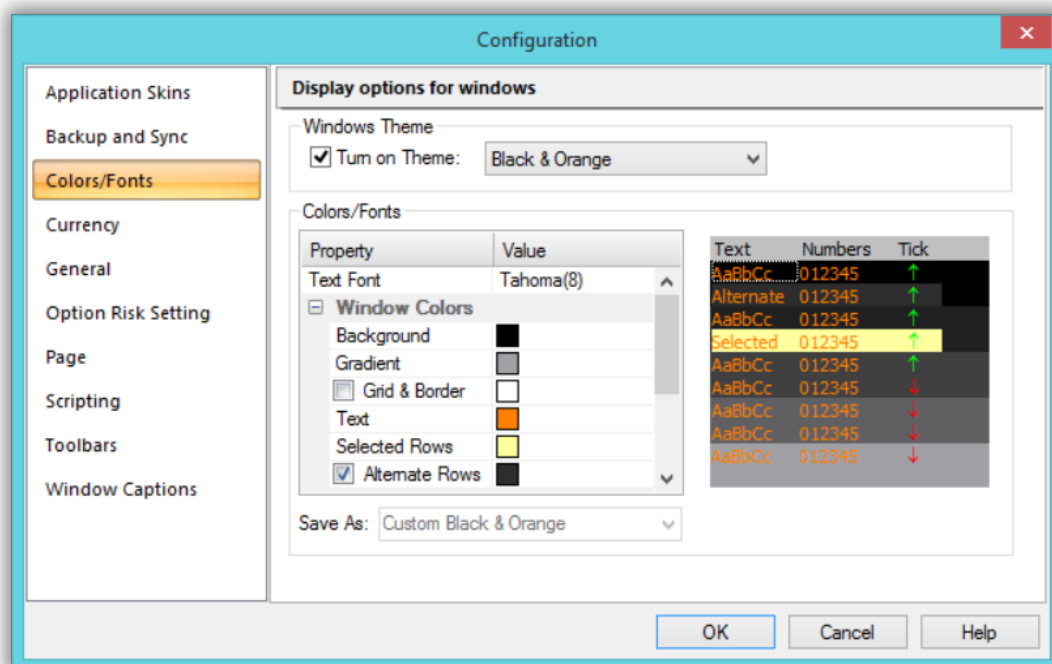 Configuration
Application Skins
Backup and Sync
Colors/Fonts
Currency
General
Option Risk Setting
Page
Scripting
Toolbars
Window Captions
Display options for windows
Windows Theme
Turn on Theme: Black & Orange
Colors/Fonts
Property Value
Text Font Tahoma(8)
Window Colors
Background
Gradient
Grid & Border
Text
Selected Rows
Alternate Rows
Text Numbers Tick
AaBbCc 012345 ↑
Alternate 012345 ↑
AaBbCc 012345 ↑
Selected 012345 ↑
AaBbCc 012345 ↑
AaBbCc 012345 ↓
AaBbCc 012345 ↓
AaBbCc 012345 ↓
AaBbCc 012345 ↓
Save As: Custom Black & Orange
OK Cancel Help